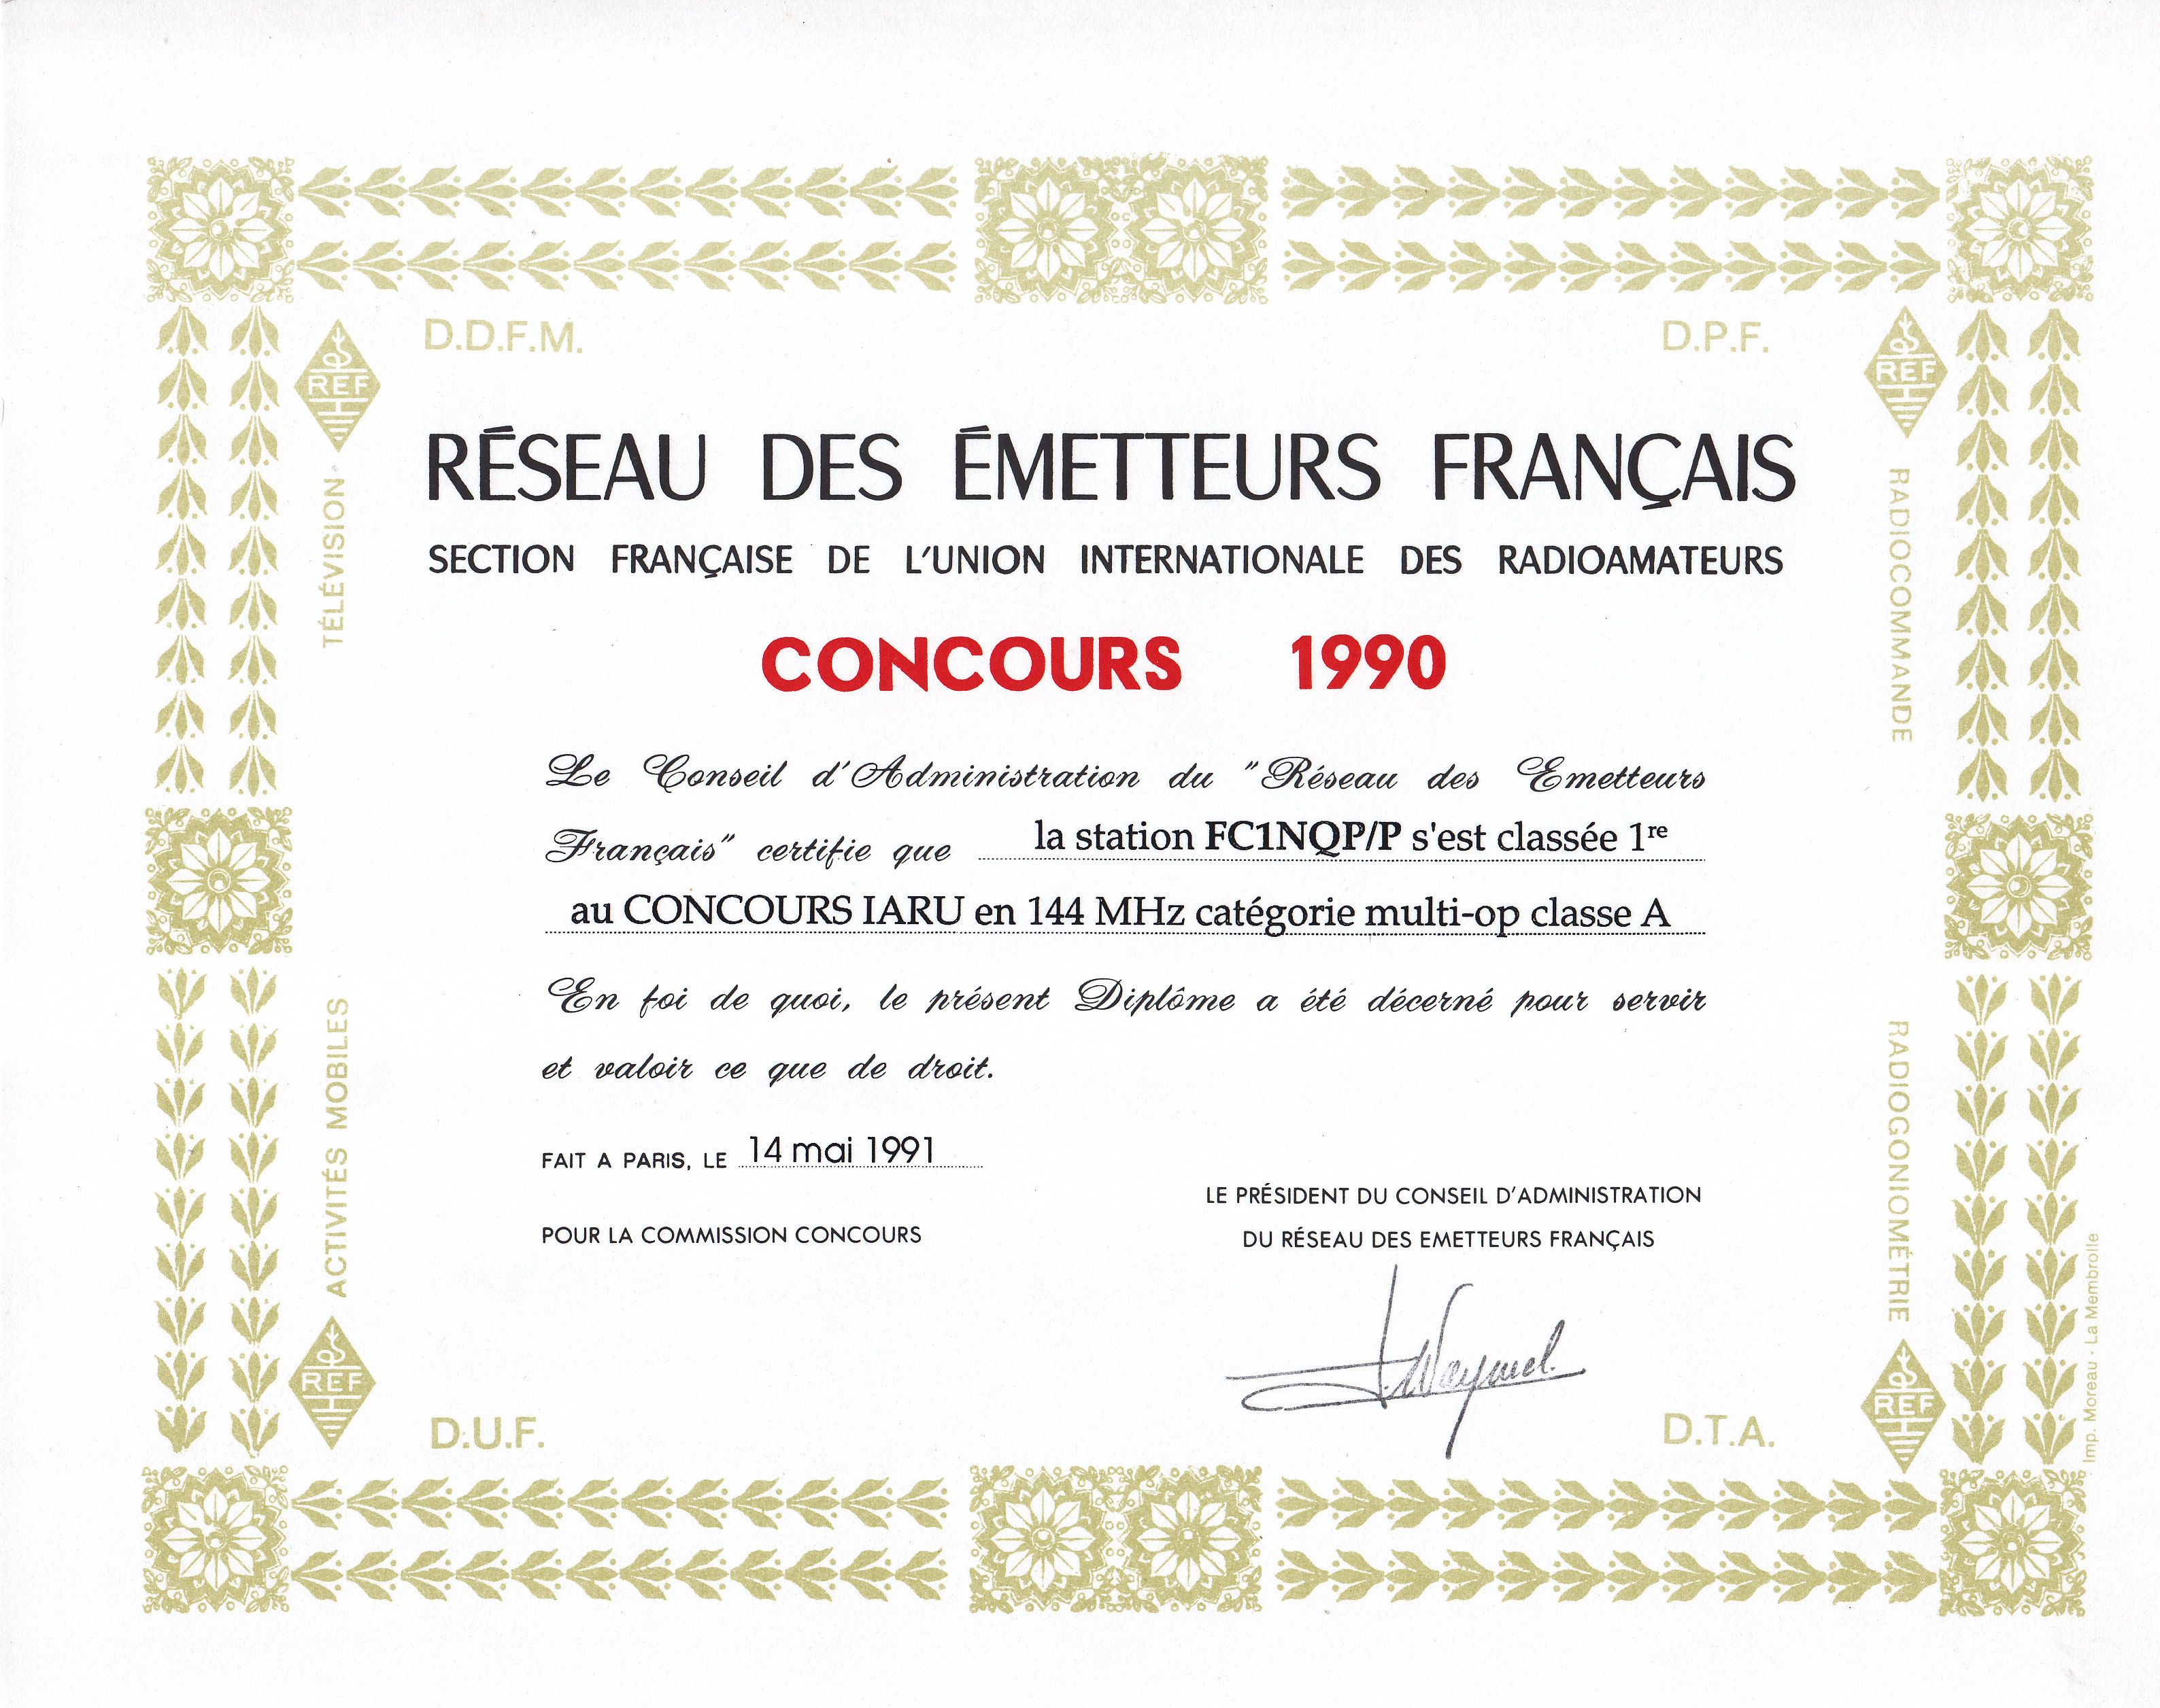 D.D.F.M.
D.P.F.
REF
REF
TÉLÉVISION
RADIOCOMMANDE
RÉSEAU DES ÉMETTEURS FRANÇAIS
SECTION FRANÇAISE DE L'UNION INTERNATIONALE DES RADIOAMATEURS
CONCOURS 1990
Le Conseil d'Administration du "Réseau des Emetteurs
Français" certifie que la station FC1NQP/P s'est classée 1re
au CONCOURS IARU en 144 MHz catégorie multi-op classe A
En foi de quoi, le présent Diplôme a été décerné pour servir
et valoir ce que de droit.
FAIT A PARIS, LE 14 mai 1991
POUR LA COMMISSION CONCOURS
LE PRÉSIDENT DU CONSEIL D'ADMINISTRATION
DU RÉSEAU DES EMETTEURS FRANÇAIS
ACTIVITÉS MOBILES
RADIOGONIOMÉTRIE
REF
REF
D.U.F.
D.T.A.
Imp. Moreau - La Membrolle